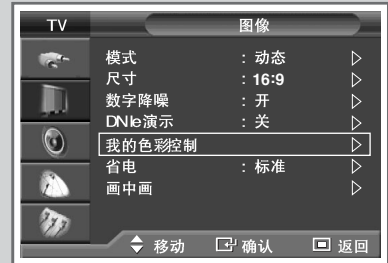 TV 图像
模式 : 动态
尺寸 : 16:9
数字降噪 : 开
DNIe演示 : 关
我的色彩控制
省电 : 标准
画中画
移动 确认 返回